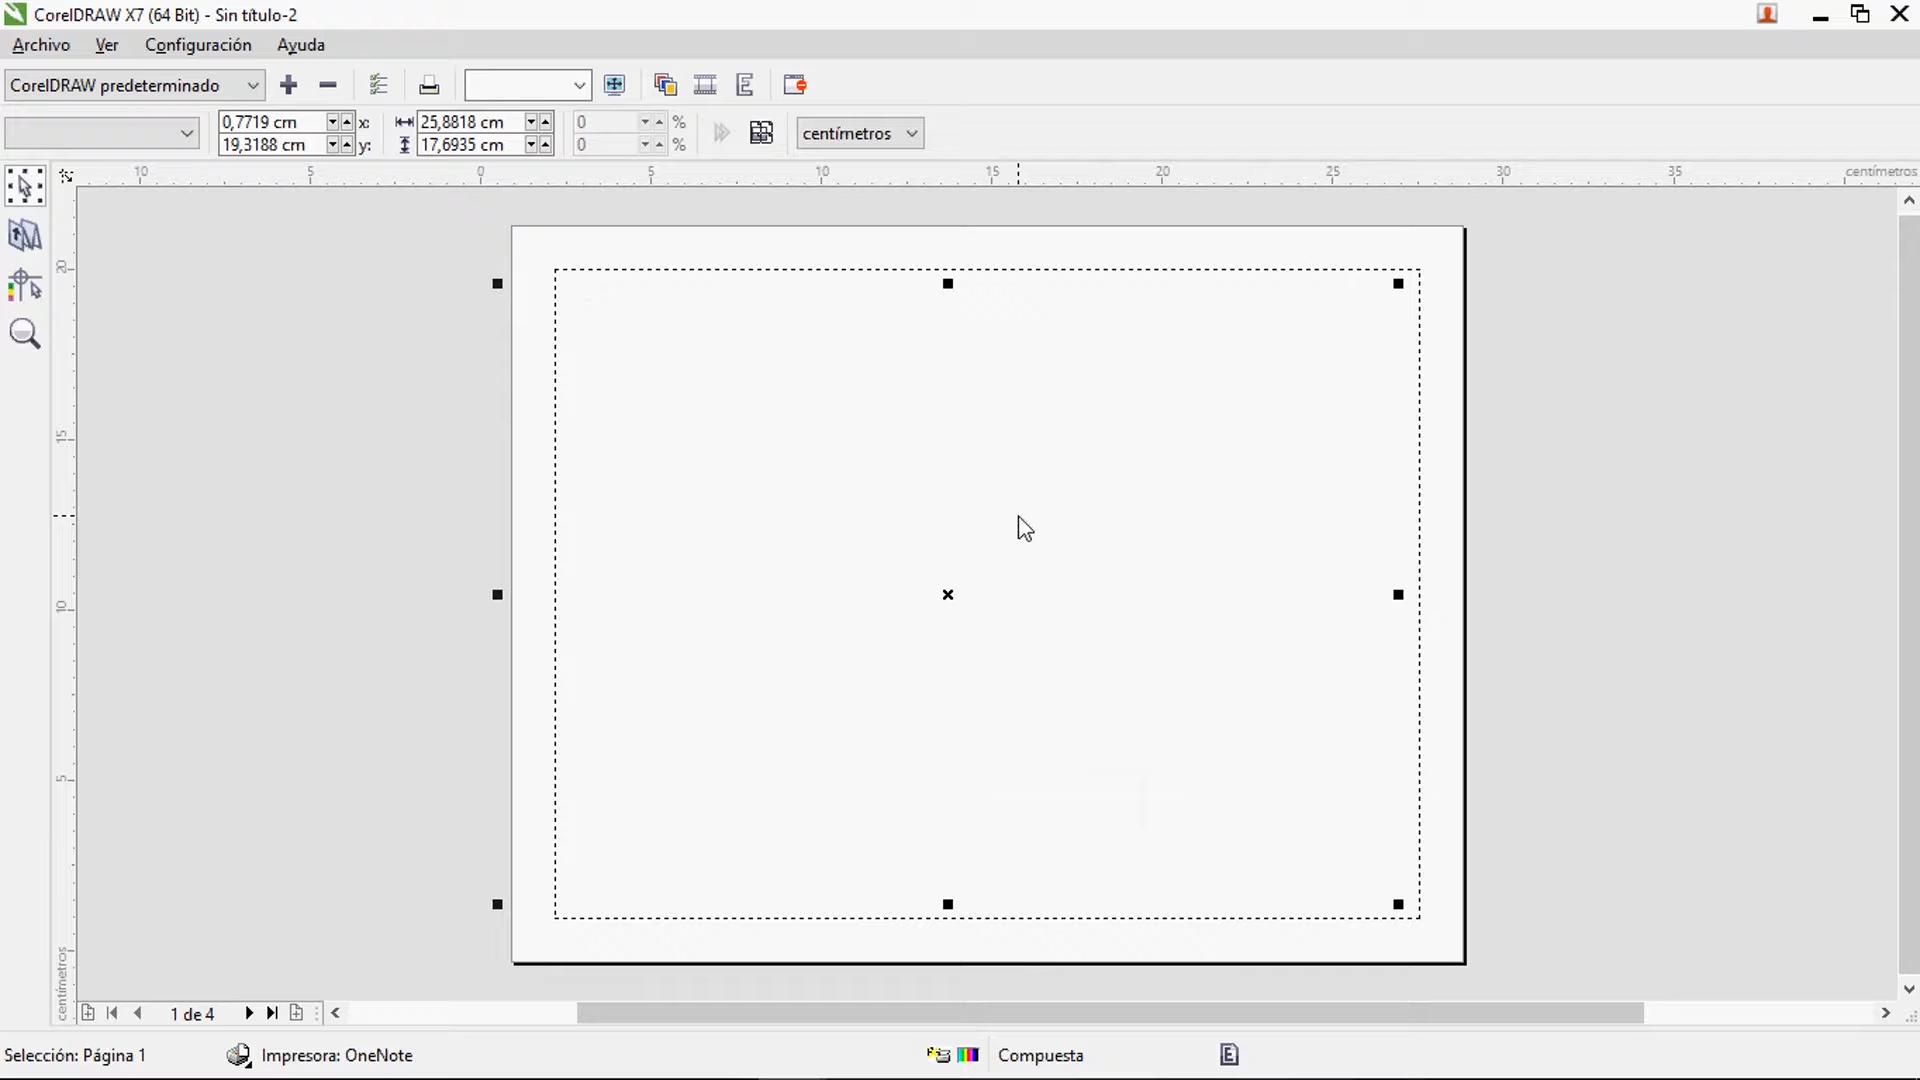 CorelDRAW X7 (64 Bit) - Sin título-2
Archivo Ver Configuración Ayuda
CorelDRAW predeterminado
0,7719 cm x: 25,8818 cm 0 %
19,3188 cm y: 17,6935 cm 0 %
centímetros
10 5 0 5 10 15 20 25 30 35 centímetros
20
15
10
5
centímetros
1 de 4
Selección: Página 1 Impresora: OneNote Compuesta